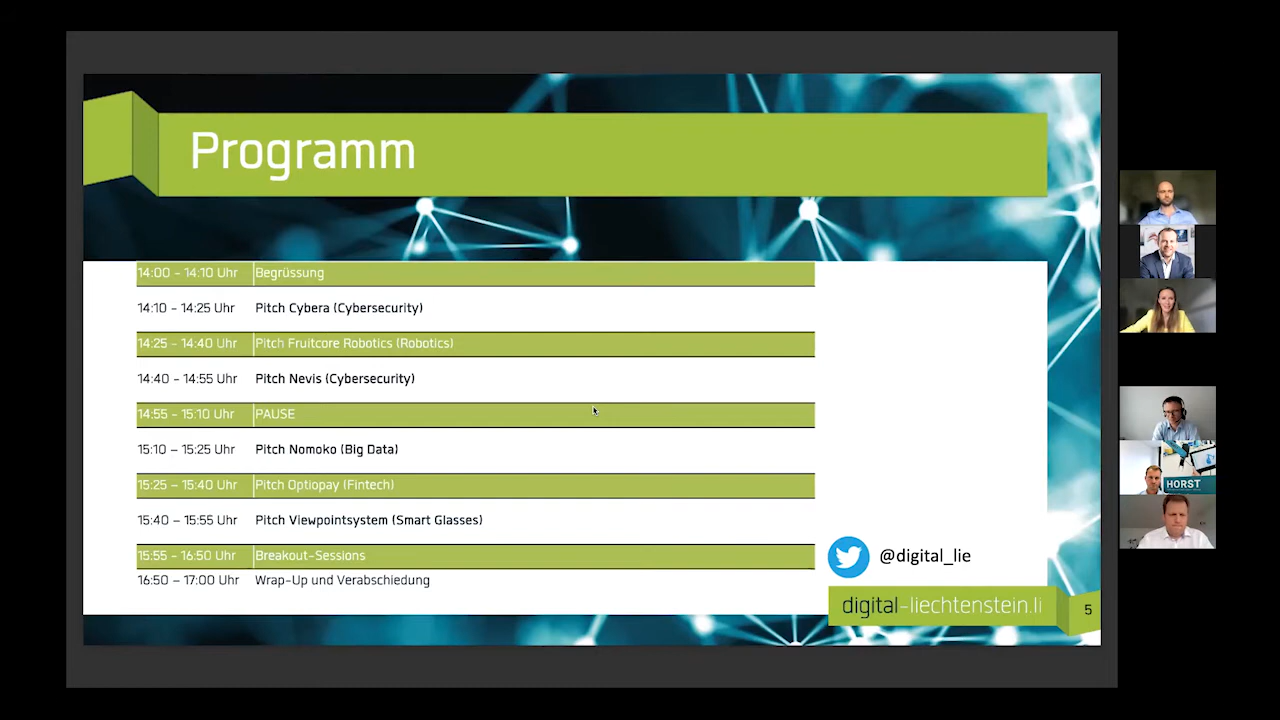 Programm
14:00 – 14:10 Uhr Begrüssung
14:10 – 14:25 Uhr Pitch Cybera (Cybersecurity)
14:25 – 14:40 Uhr Pitch Fruitcore Robotics (Robotics)
14:40 – 14:55 Uhr Pitch Nevis (Cybersecurity)
14:55 – 15:10 Uhr PAUSE
15:10 – 15:25 Uhr Pitch Nomoko (Big Data)
15:25 – 15:40 Uhr Pitch Optiopay (Fintech)
15:40 – 15:55 Uhr Pitch Viewpointsystem (Smart Glasses)
15:55 – 16:50 Uhr Breakout-Sessions
16:50 – 17:00 Uhr Wrap-Up und Verabschiedung
@digital_lie
digital-liechtenstein.li
5
HORST